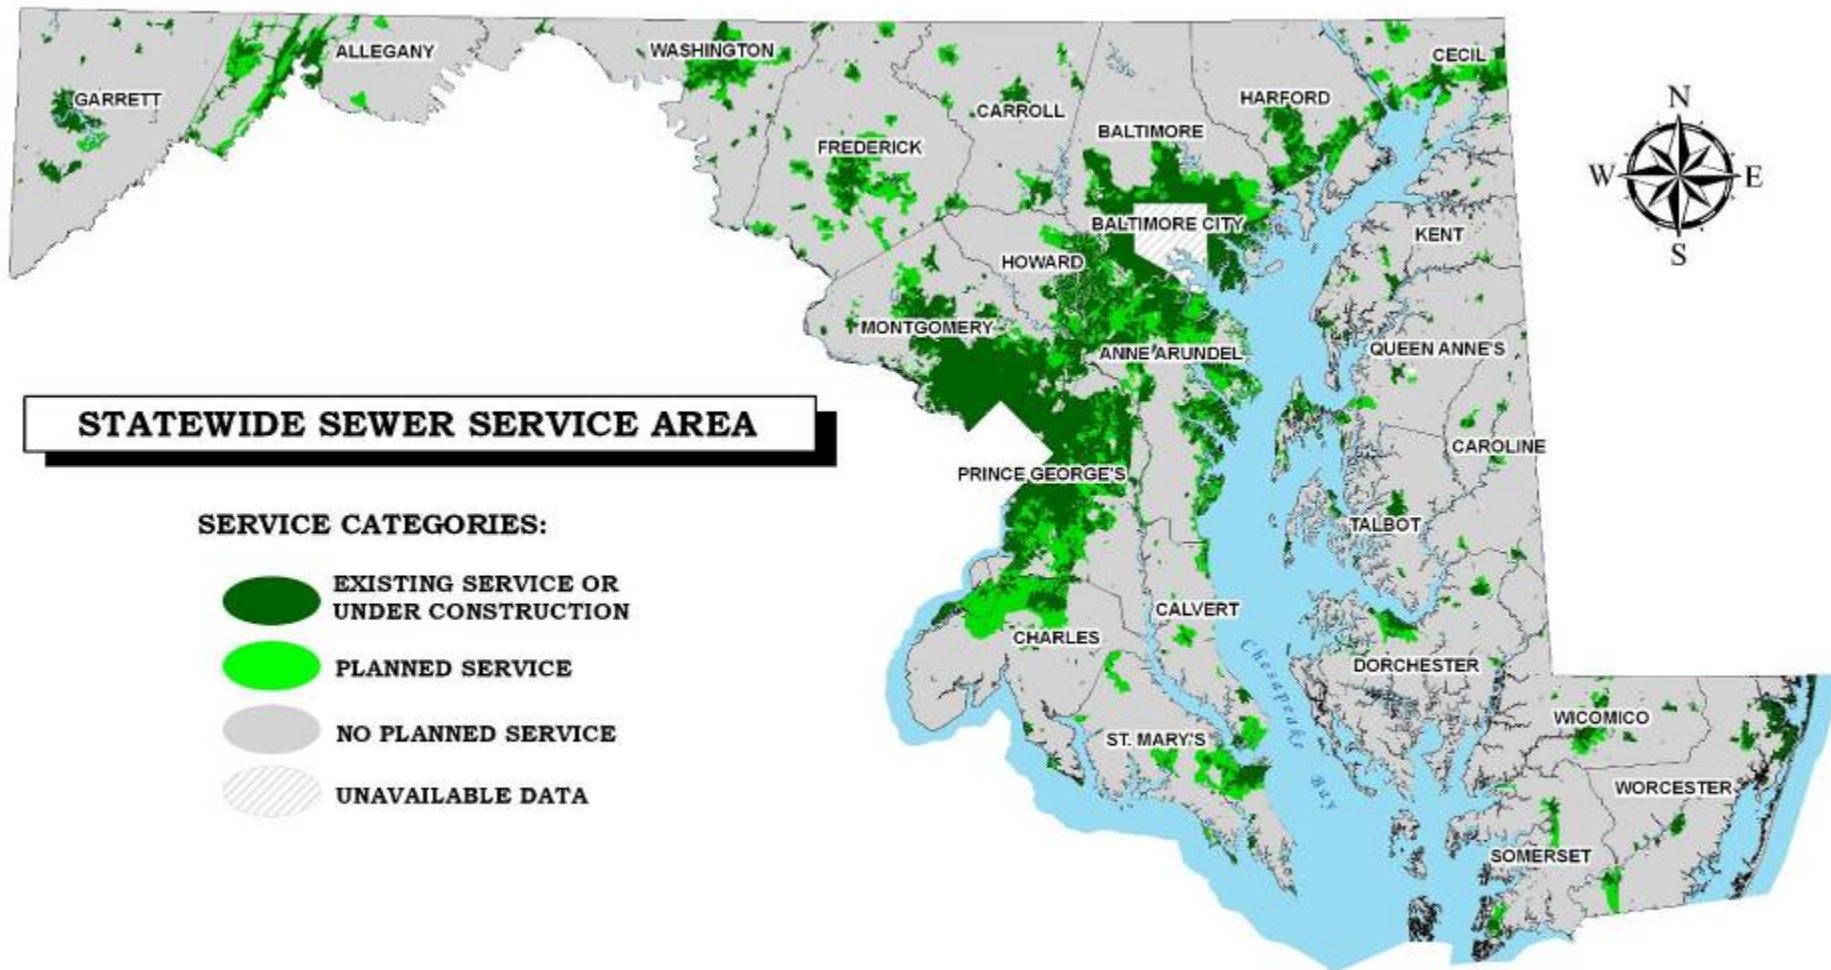 ALLEGANY
WASHINGTON
CECIL
GARRETT
CARROLL
HARFORD
BALTIMORE
FREDERICK
N
W E
S
BALTIMORE CITY
KENT
HOWARD
MONTGOMERY
ANNE ARUNDEL
QUEEN ANNE'S
STATEWIDE SEWER SERVICE AREA
CAROLINE
PRINCE GEORGE'S
TALBOT
SERVICE CATEGORIES:
EXISTING SERVICE OR
UNDER CONSTRUCTION
PLANNED SERVICE
NO PLANNED SERVICE
UNAVAILABLE DATA
CALVERT
CHARLES
Chesapeake Bay
DORCHESTER
WICOMICO
ST. MARY'S
WORCESTER
SOMERSET